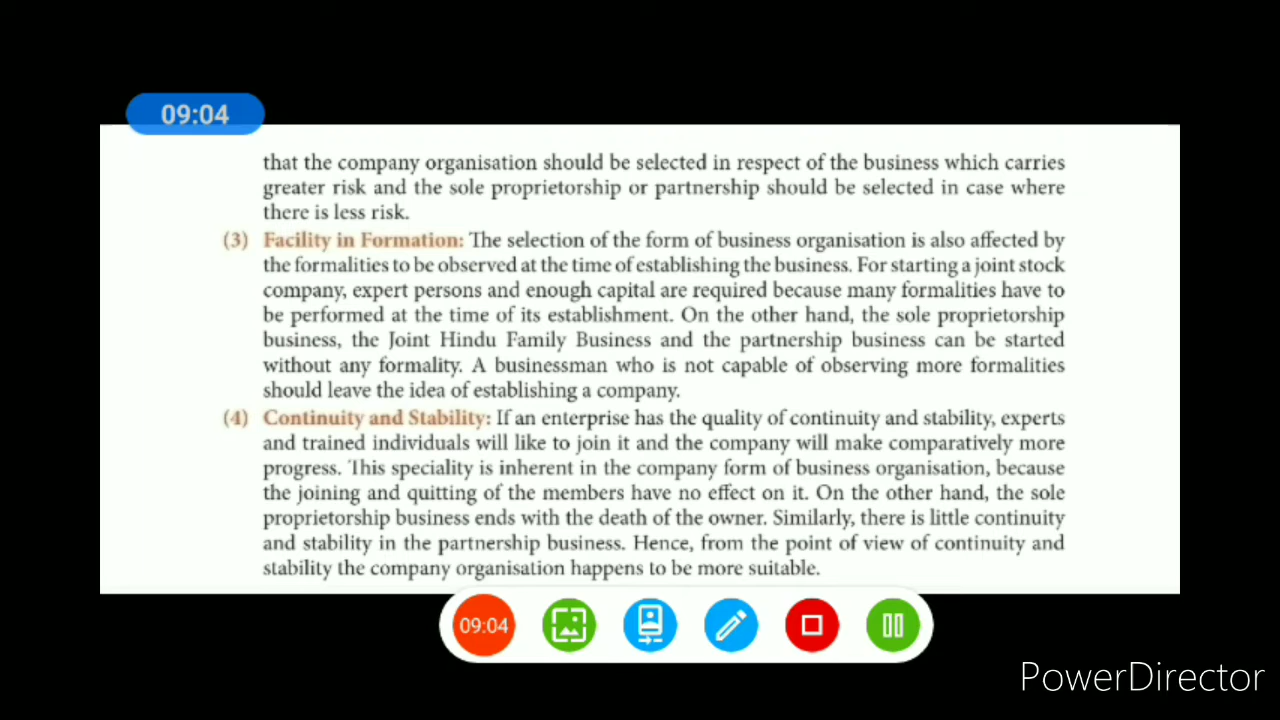 09:04
that the company organisation should be selected in respect of the business which carries
greater risk and the sole proprietorship or partnership should be selected in case where
there is less risk.
(3) Facility in Formation: The selection of the form of business organisation is also affected by
the formalities to be observed at the time of establishing the business. For starting a joint stock
company, expert persons and enough capital are required because many formalities have to
be performed at the time of its establishment. On the other hand, the sole proprietorship
business, the Joint Hindu Family Business and the partnership business can be started
without any formality. A businessman who is not capable of observing more formalities
should leave the idea of establishing a company.
(4) Continuity and Stability: If an enterprise has the quality of continuity and stability, experts
and trained individuals will like to join it and the company will make comparatively more
progress. This speciality is inherent in the company form of business organisation, because
the joining and quitting of the members have no effect on it. On the other hand, the sole
proprietorship business ends with the death of the owner. Similarly, there is little continuity
and stability in the partnership business. Hence, from the point of view of continuity and
stability the company organisation happens to be more suitable.
09:04
PowerDirector